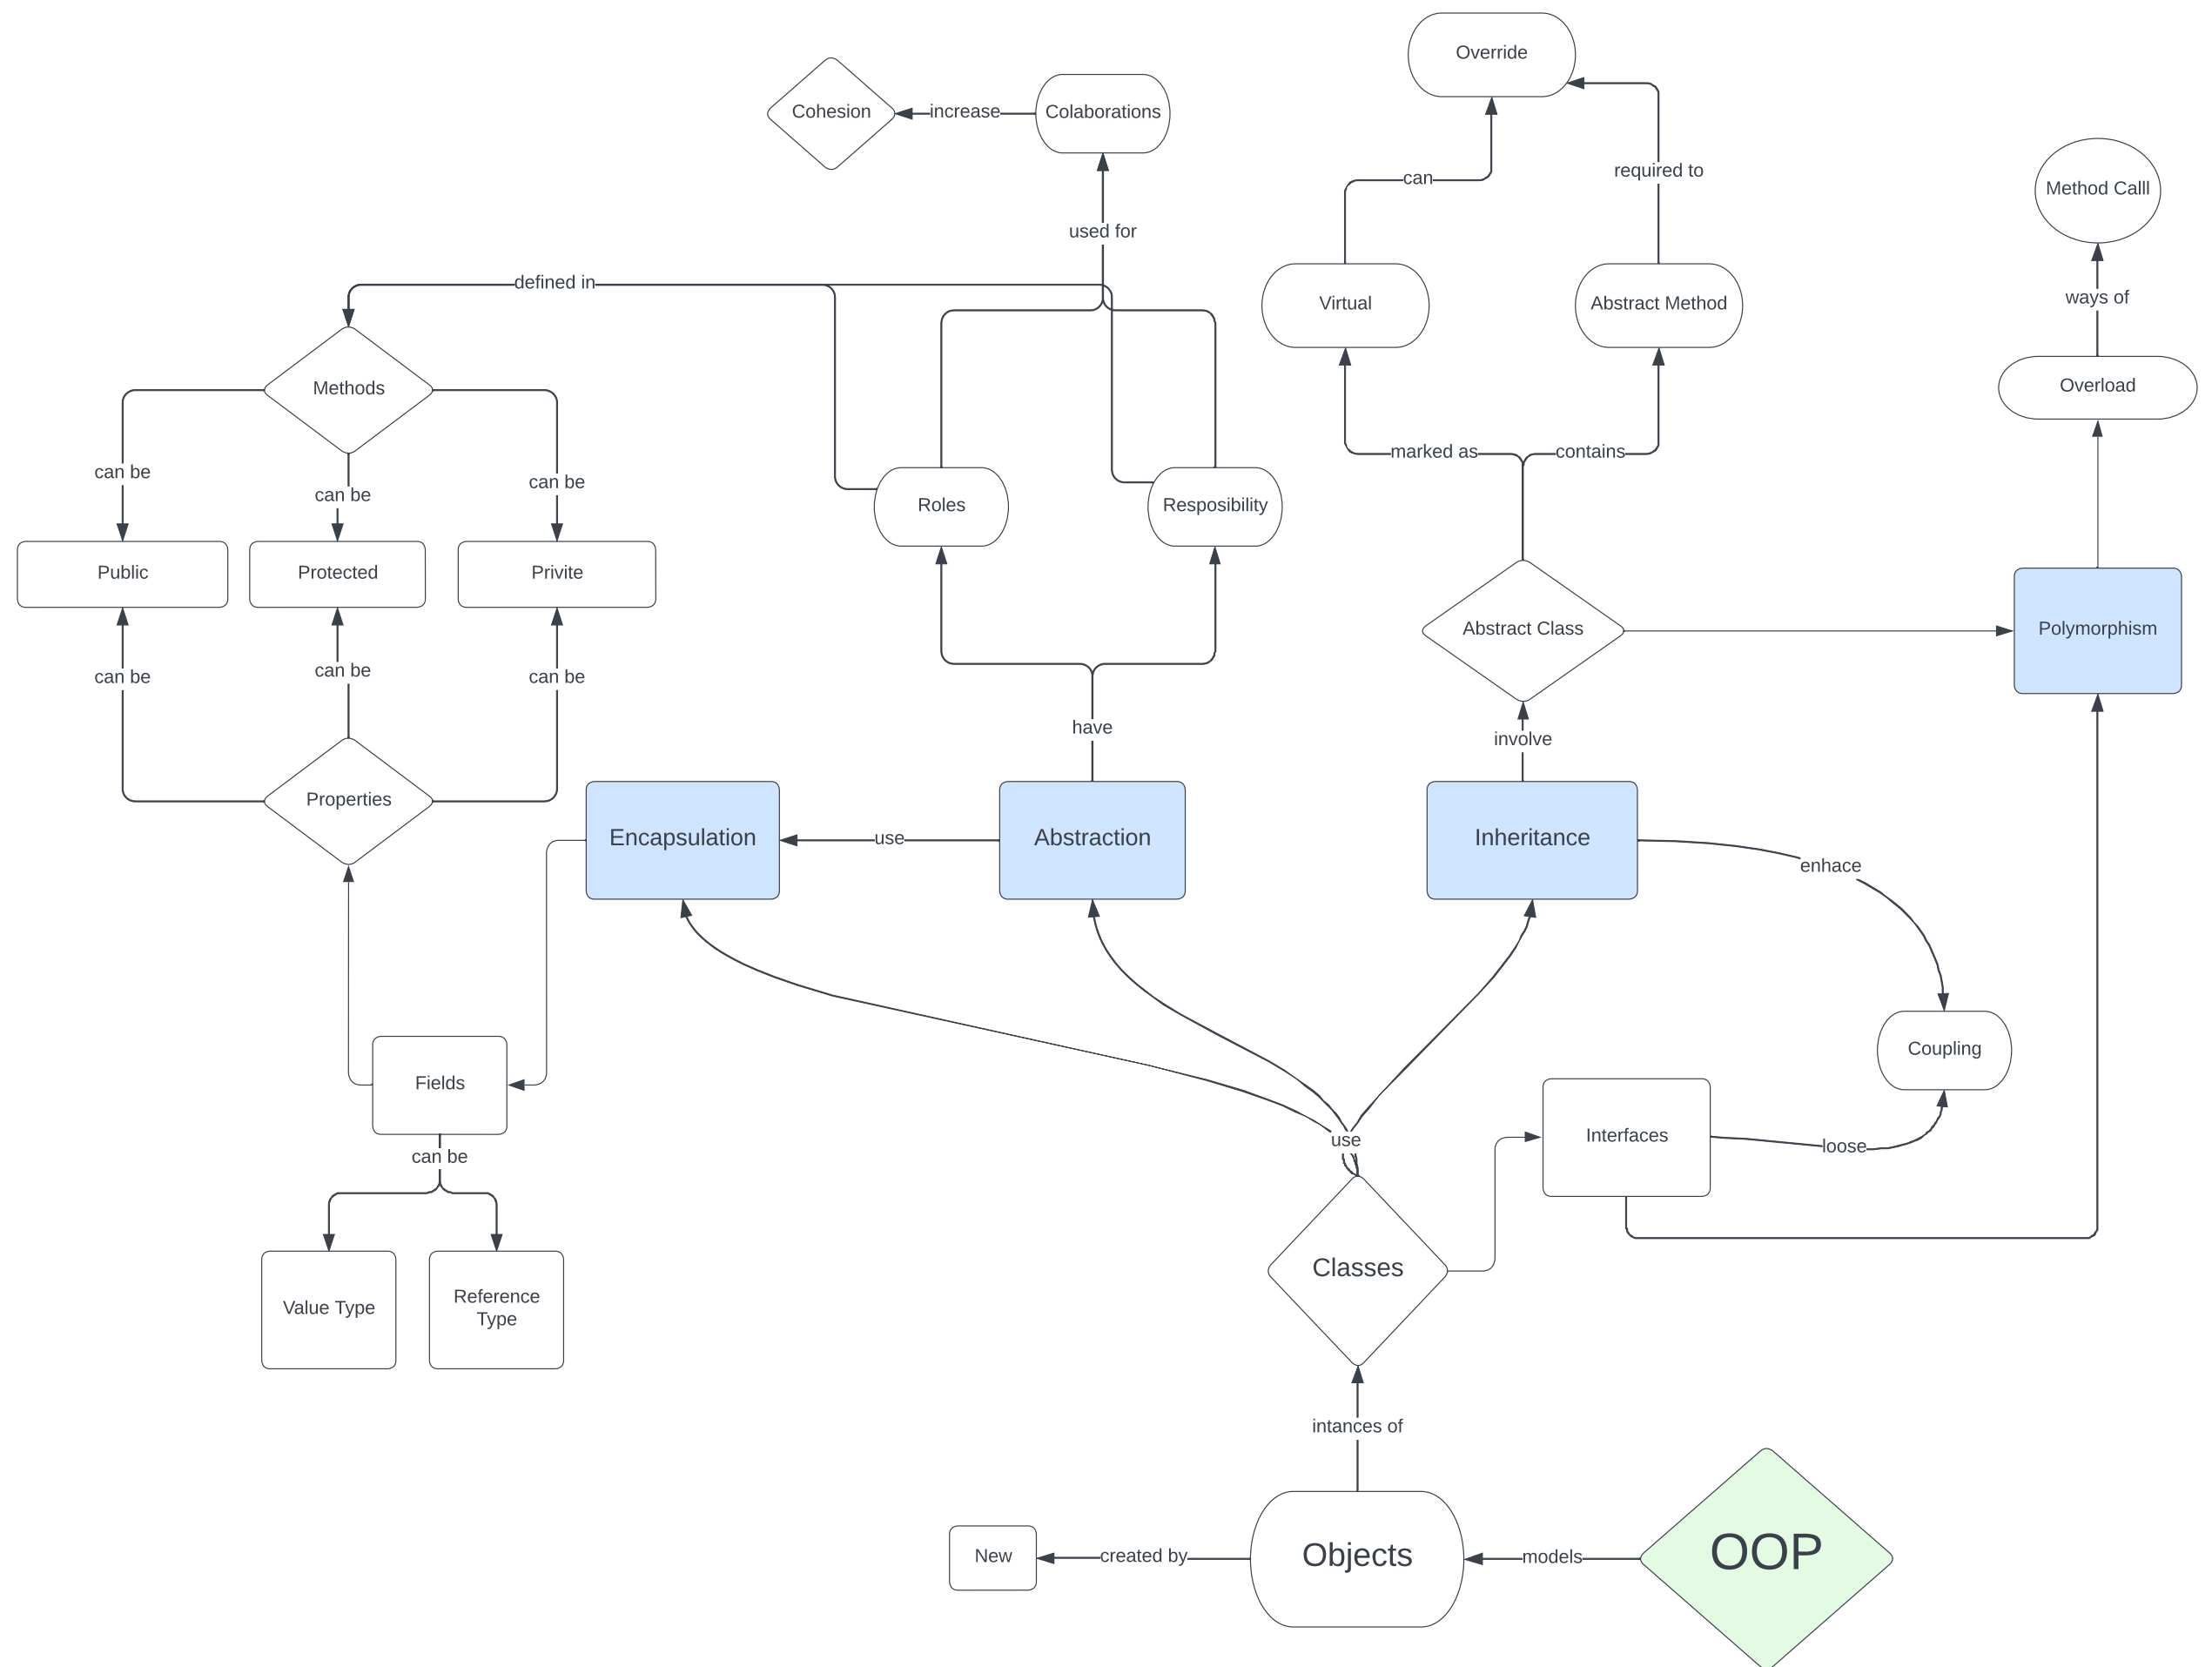 Override
Cohesion
increase
Colaborations
can
required to
Method Calll
used for
defined in
ways of
Virtual
Abstract Method
Methods
Overload
marked as
contains
can be
can be
can be
Roles
Resposibility
Public
Protected
Privite
Abstract Class
Polymorphism
can be
can be
can be
have
involve
Properties
Encapsulation
use
Abstraction
Inheritance
enhace
Coupling
Fields
Interfaces
loose
use
can be
Classes
Value Type
Reference
Type
intances of
New
created by
Objects
models
OOP